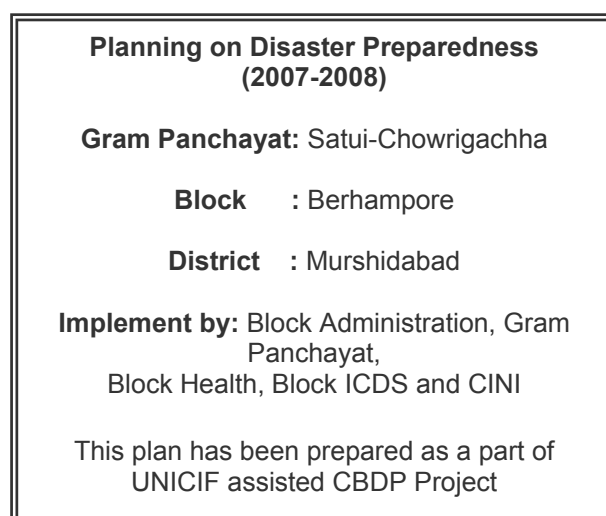 Planning on Disaster Preparedness
(2007-2008)
Gram Panchayat: Satui-Chowrigachha
Block : Berhampore
District : Murshidabad
Implement by: Block Administration, Gram
Panchayat,
Block Health, Block ICDS and CINI
This plan has been prepared as a part of
UNICIF assisted CBDP Project